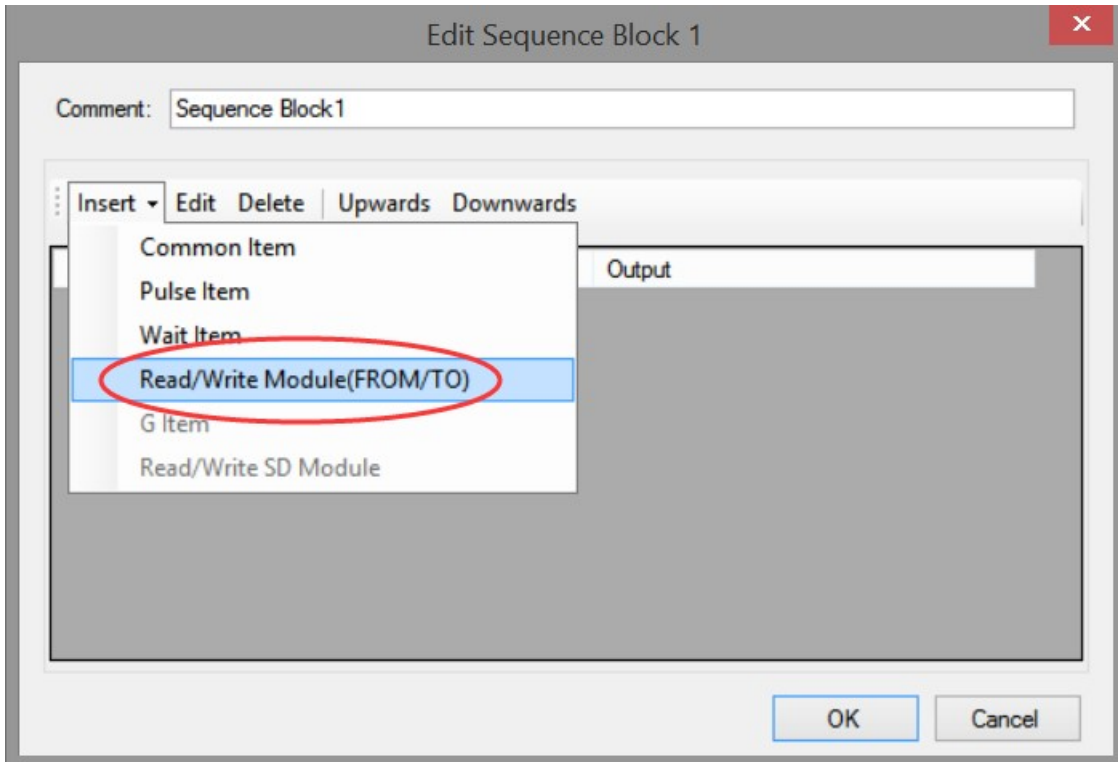 Edit Sequence Block 1
Comment: Sequence Block1
Insert Edit Delete Upwards Downwards
Common Item
Output
Pulse Item
Wait Item
Read/Write Module(FROM/TO)
G Item
Read/Write SD Module
OK Cancel